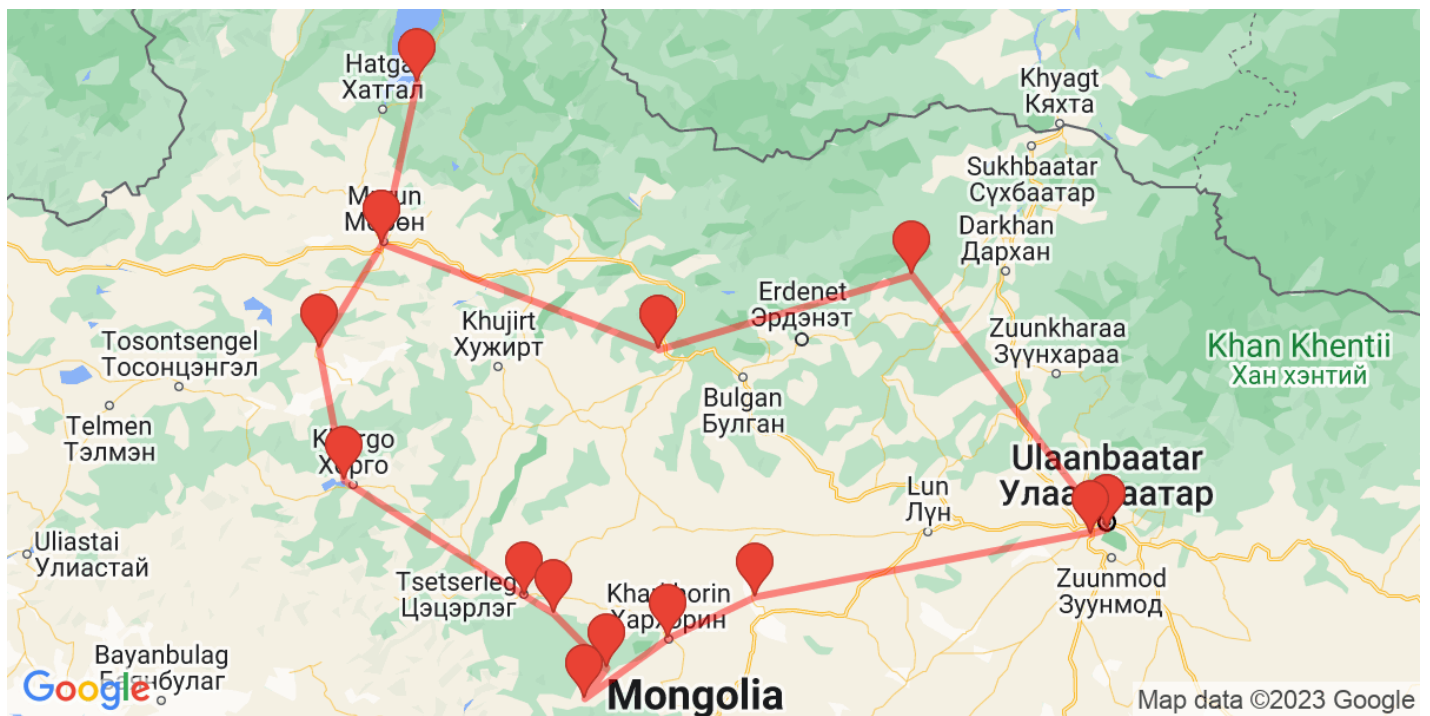 Hatga
Хатгал
Khyagt
Кяхта
Sukhbaatar
Сүхбаатар
Darkhan
Дархан
Erdenet
Эрдэнэт
Zuunkharaa
Зүүнхараа
Khan Khentii
Хан хэнтий
Khujirt
Хужирт
Tosontsengel
Тосонцэнгэл
Telmen
Тэлмэн
Bulgan
Булган
Ulaanbaatar
Lun
Лүн
Uliastai
Улиастай
Tsetserleg
Цэцэрлэг
Zuunmod
Зуунмод
Bayanbulag
Mongolia
Google
Map data ©2023 Google